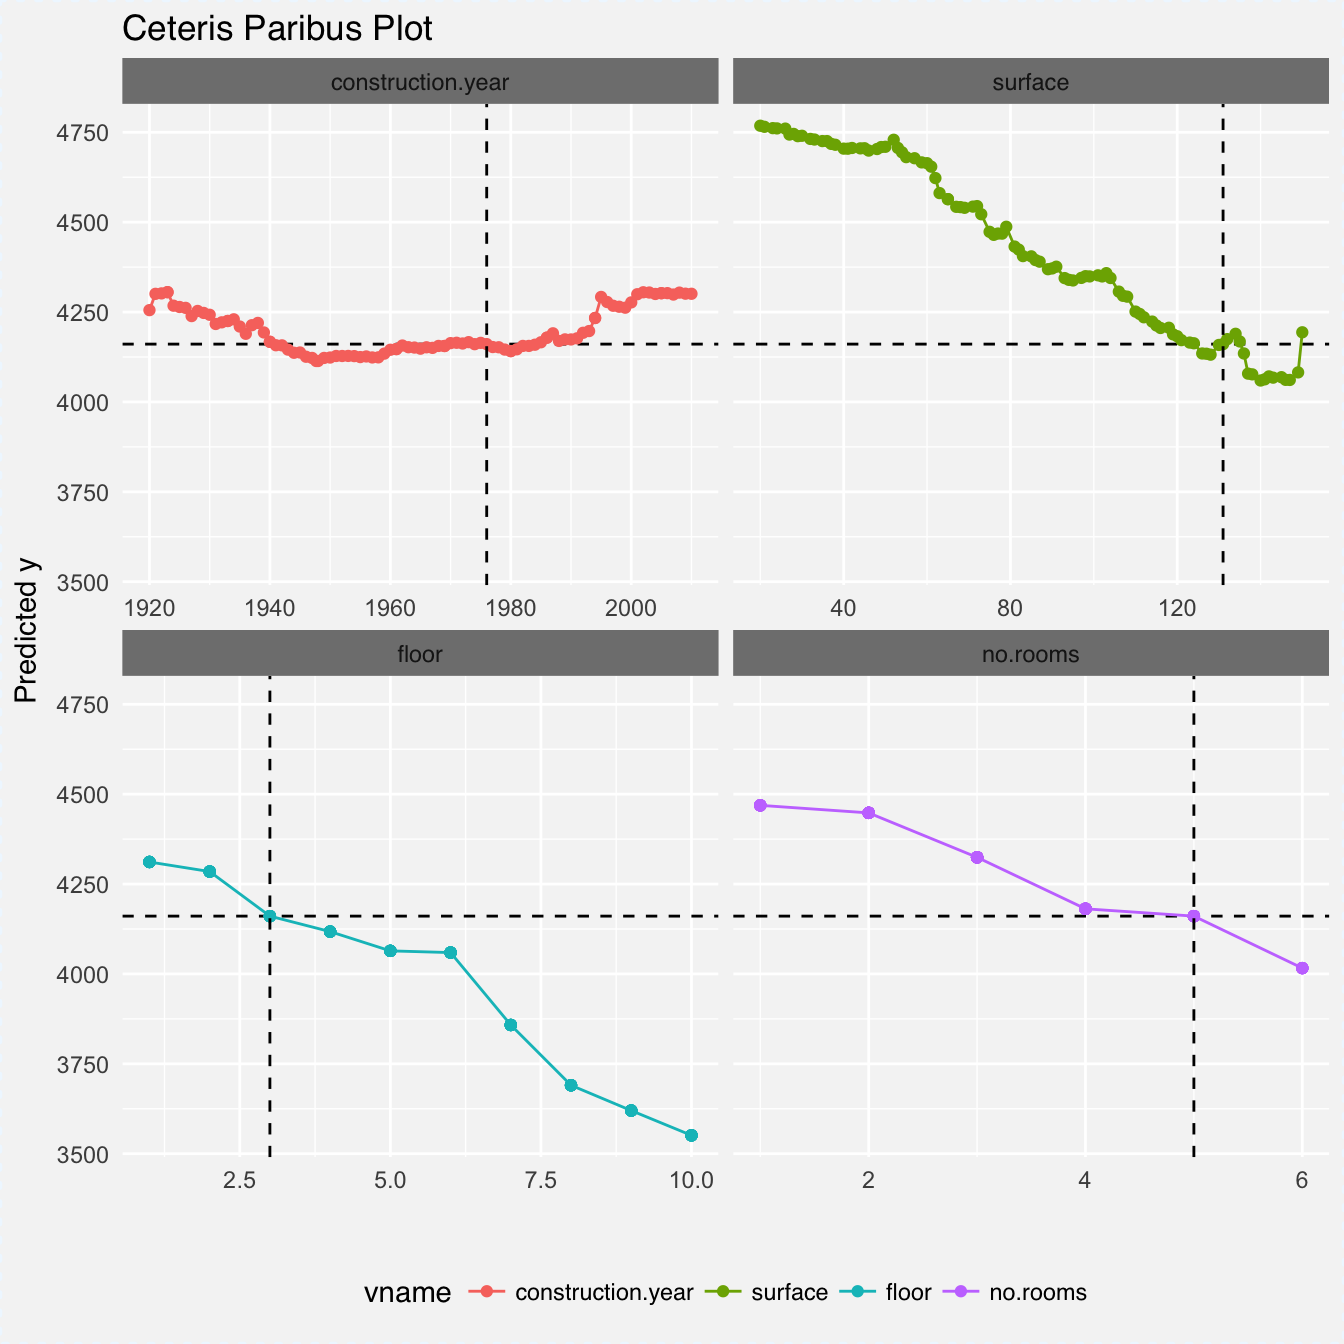 Ceteris Paribus Plot
construction.year surface
4750
4500
4250
4000
3750
3500
1920 1940 1960 1980 2000 40 80 120
Predicted y
floor no.rooms
4750
4500
4250
4000
3750
3500
2.5 5.0 7.5 10.0 2 4 6
vname construction.year surface floor no.rooms